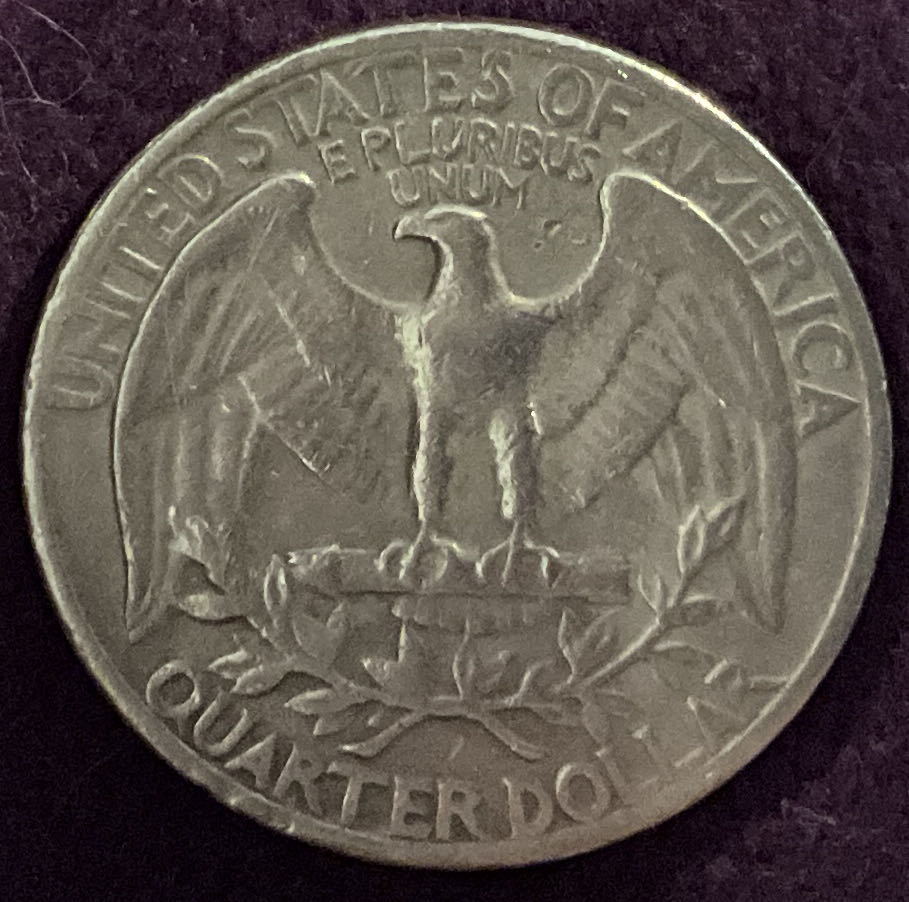 UNITED STATES OF AMERICA
E PLURIBUS
UNUM
QUARTER DOLLAR